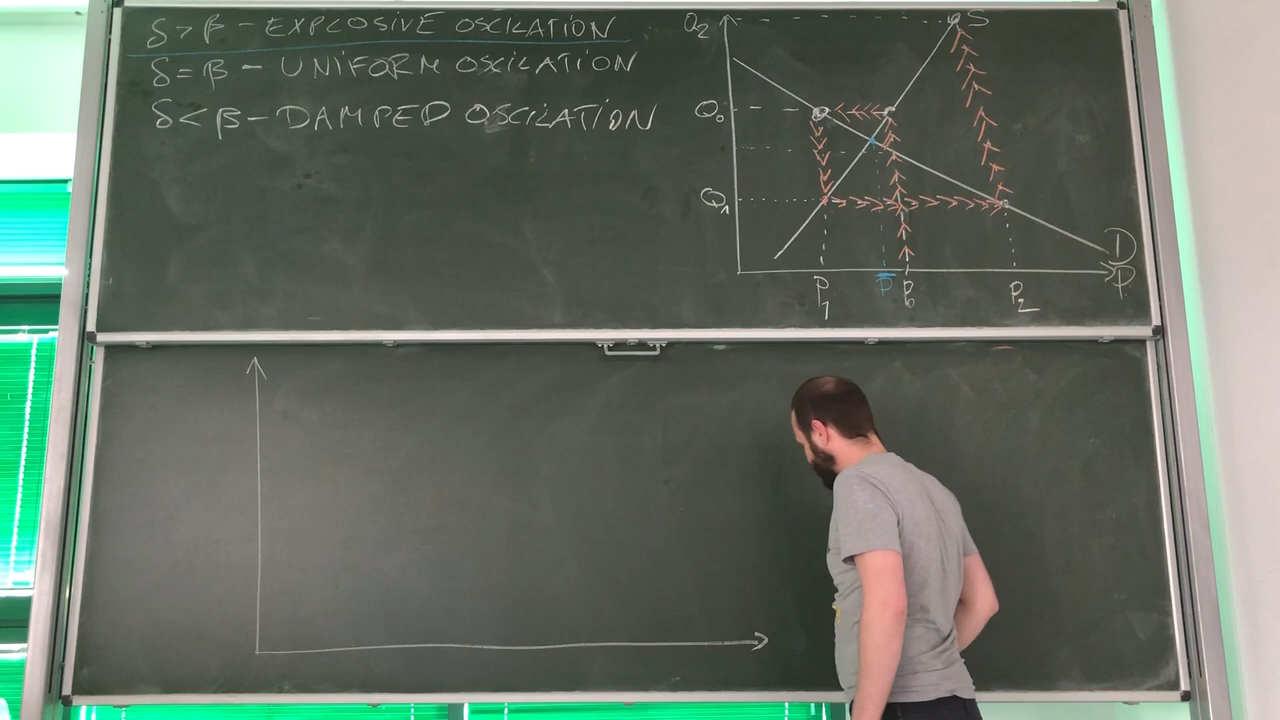 δ > β - EXPLOSIVE OSCILATION
δ = β - UNIFORM OSCILATION
δ < β - DAMPED OSCILATION
Q₂
S
Q₀
Q₁
D
P
P₁
P̅
P₀
P₂